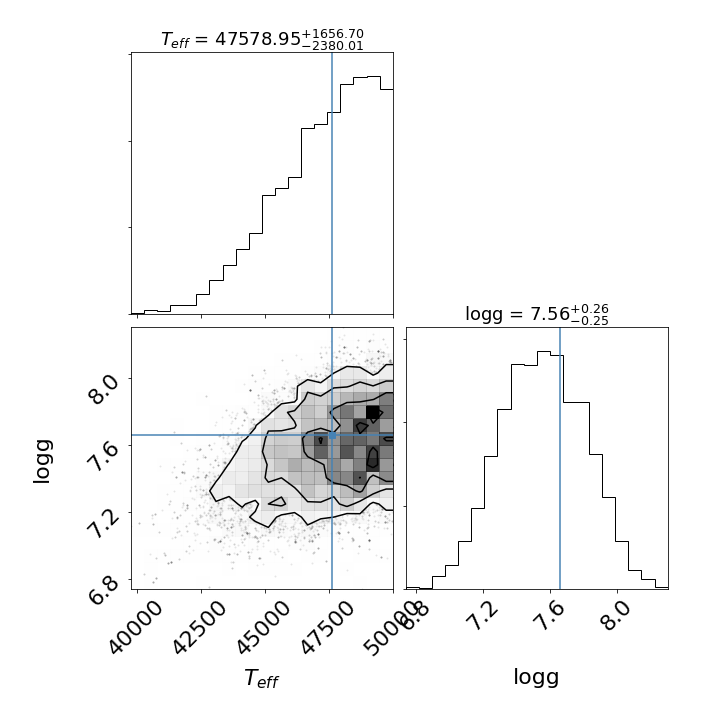 T_eff = 47578.95^{+1656.70}_{-2380.01}
logg = 7.56^{+0.26}_{-0.25}
8.0
7.6
7.2
6.8
logg
40000 42500 45000 47500 50000
6.8 7.2 7.6 8.0
T_eff
logg